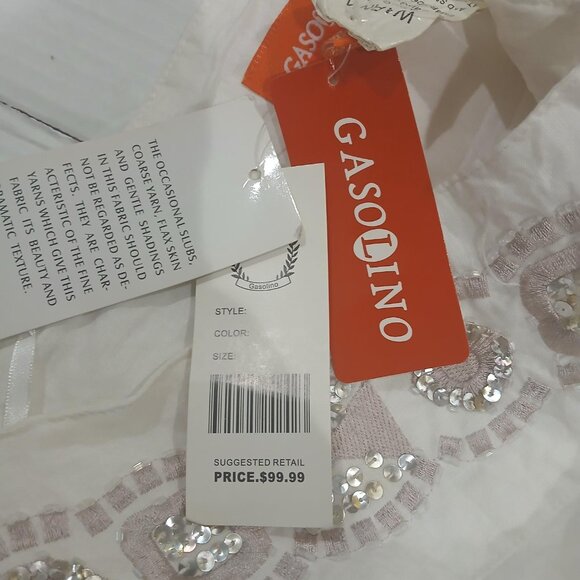 GASOLINO
THE OCCASIONAL SLUBS,
COARSE YARN, FLAX SKIN
AND GENTLE SHADINGS
IN THIS FABRIC SHOULD
NOT BE REGARDED AS DE-
FECTS. THEY ARE CHAR-
ACTERISTIC OF THE FINE
YARNS WHICH GIVE THIS
FABRIC ITS BEAUTY AND
DRAMATIC TEXTURE.
Gasolino
STYLE:
COLOR:
SIZE:
SUGGESTED RETAIL
PRICE.$99.99